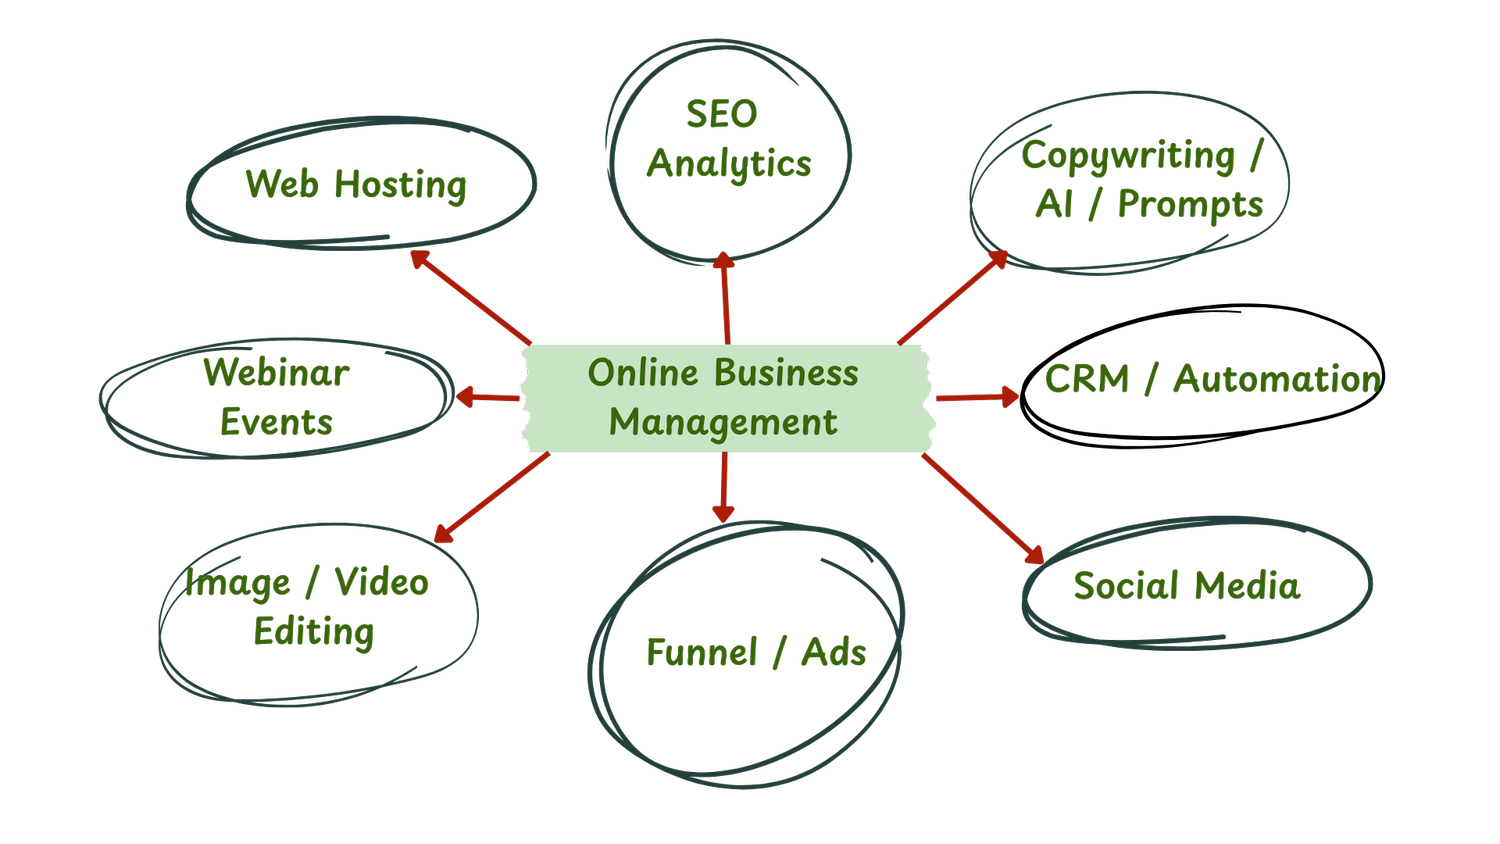 SEO
Analytics
Copywriting /
AI / Prompts
Web Hosting
Webinar
Events
Online Business
Management
CRM / Automation
Image / Video
Editing
Funnel / Ads
Social Media